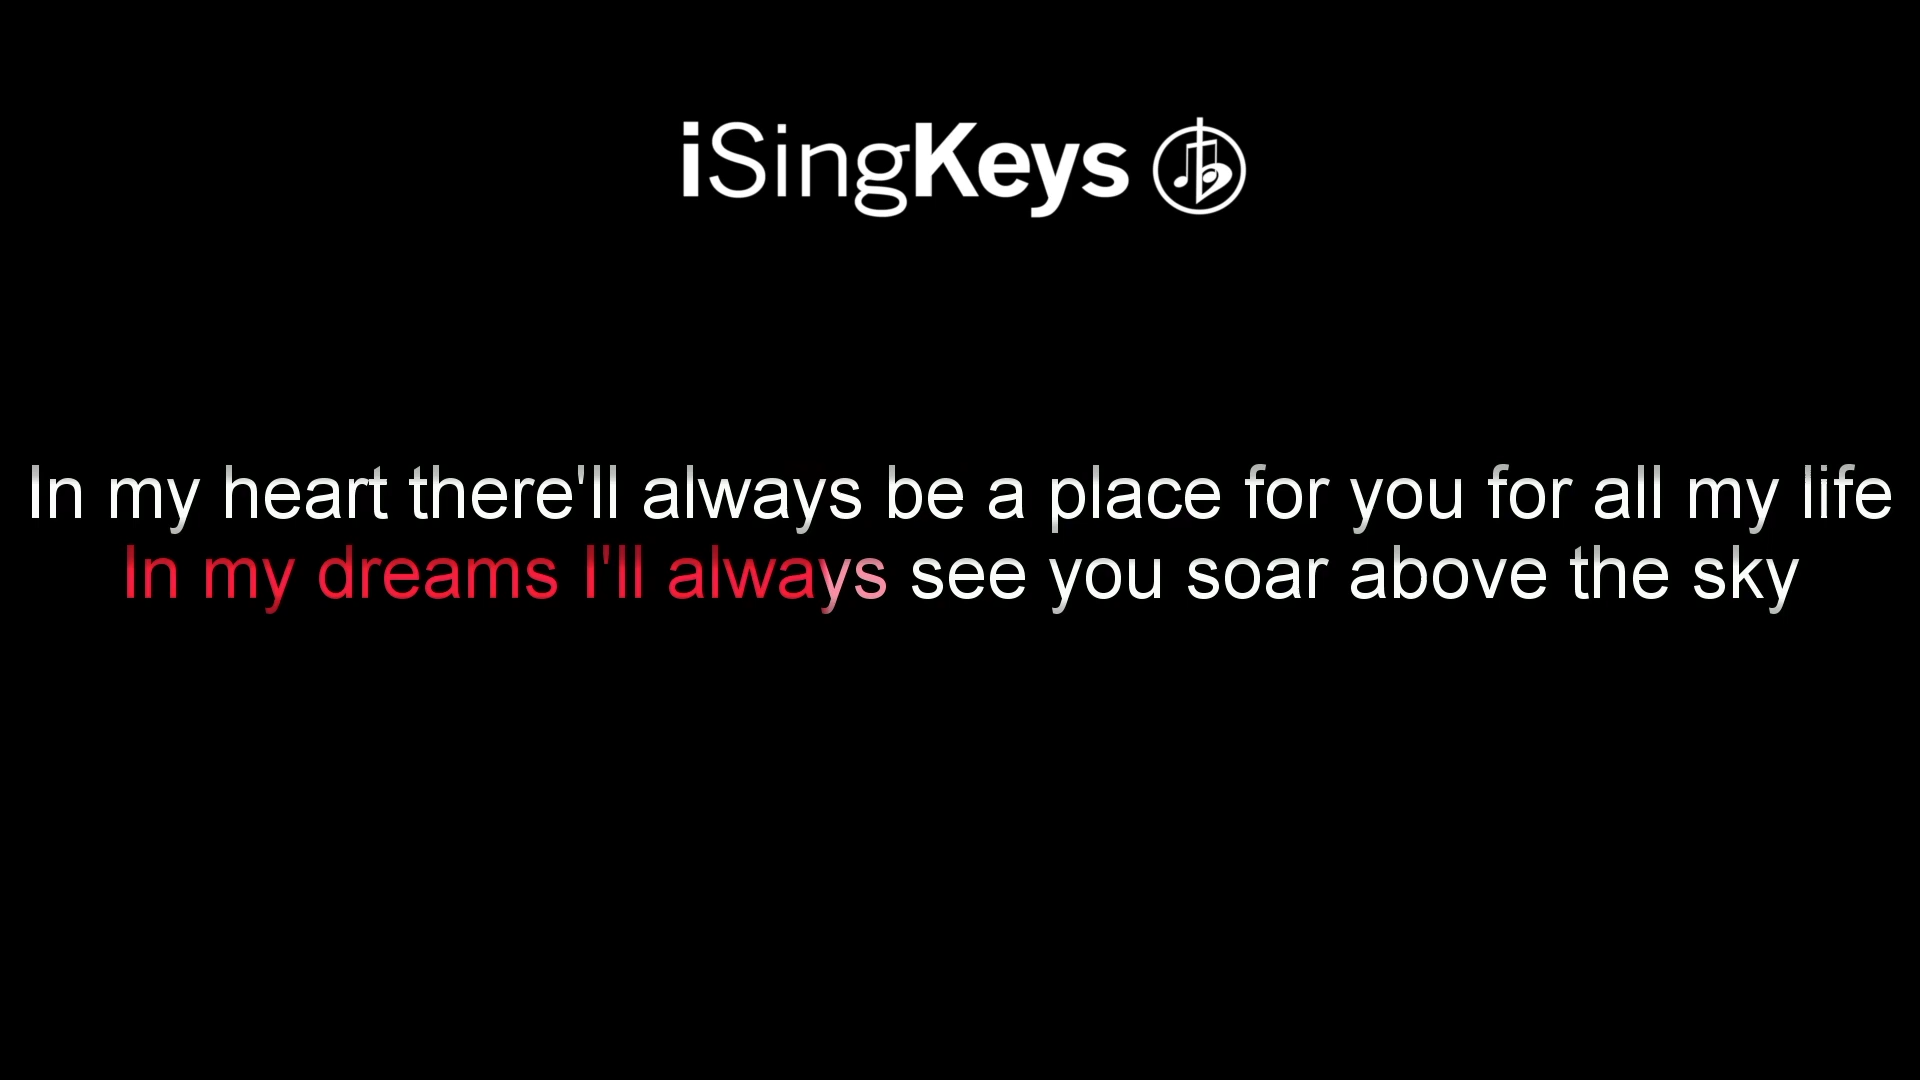 iSingKeys
In my heart there'll always be a place for you for all my life
In my dreams I'll always see you soar above the sky